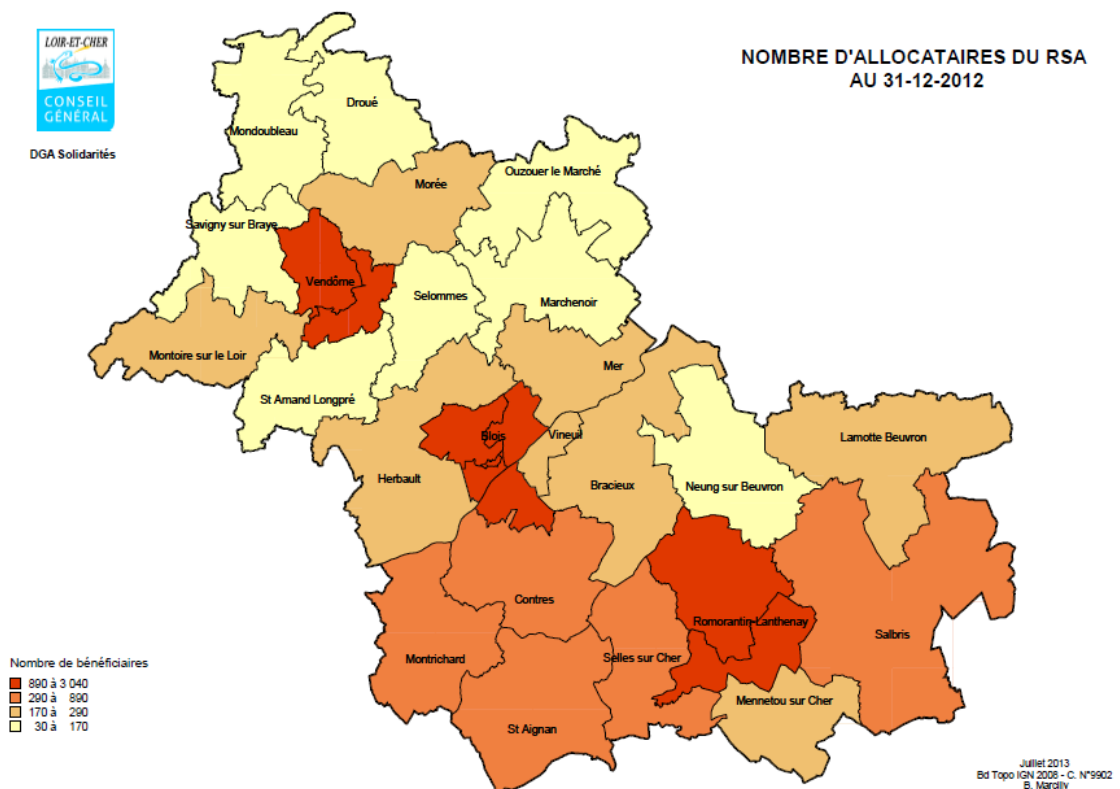 LOIR-ET-CHER
CONSEIL
GÉNÉRAL
DGA Solidarités
NOMBRE D'ALLOCATAIRES DU RSA
AU 31-12-2012
Droué
Mondoubleau
Ouzouer le Marché
Morée
Savigny sur Braye
Vendôme
Selommes
Marchenoir
Montoire sur le Loir
Mer
St Amand Longpré
Blois
Vineuil
Lamotte Beuvron
Herbault
Bracieux
Neung sur Beuvron
Contres
Romorantin-Lanthenay
Salbris
Montrichard
Selles sur Cher
Mennetou sur Cher
St Aignan
Nombre de bénéficiaires
890 à 3 040
290 à 890
170 à 290
30 à 170
Juillet 2013
Bd Topo IGN 2008 - C. N°9902
B. Marcilly